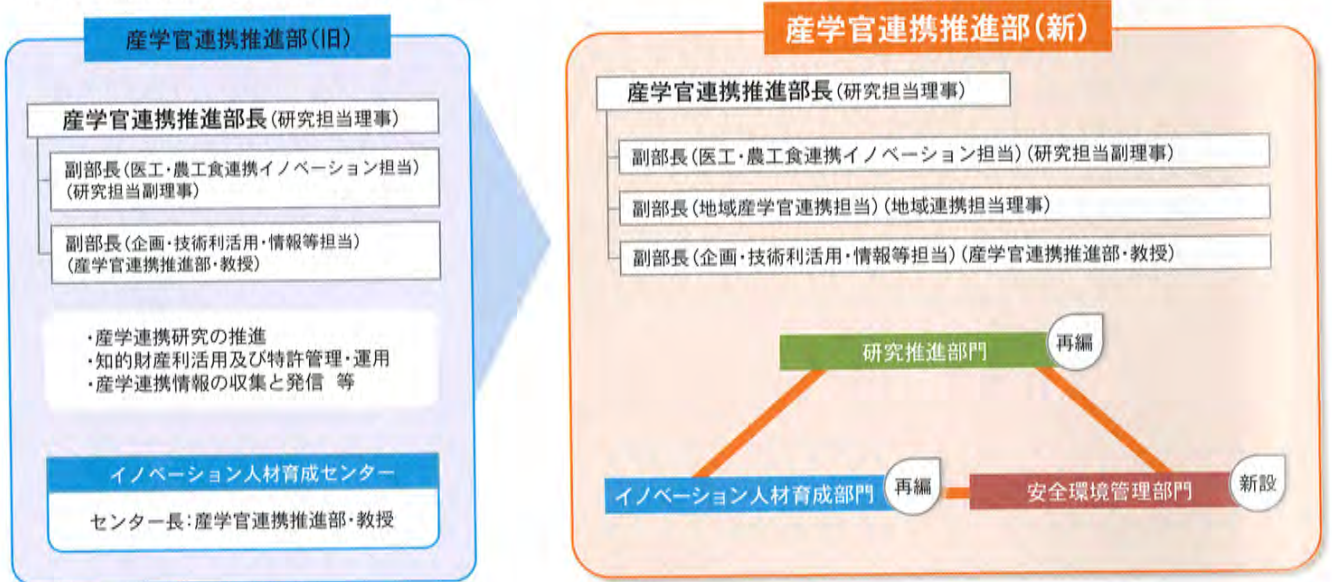 産学官連携推進部(旧)
産学官連携推進部長(研究担当理事)
副部長(医工・農工食連携イノベーション担当)
(研究担当副理事)
副部長(企画・技術利活用・情報等担当)
(産学官連携推進部・教授)
・産学連携研究の推進
・知的財産利活用及び特許管理・運用
・産学連携情報の収集と発信 等
イノベーション人材育成センター
センター長:産学官連携推進部・教授
産学官連携推進部(新)
産学官連携推進部長(研究担当理事)
副部長(医工・農工食連携イノベーション担当)(研究担当副理事)
副部長(地域産学官連携担当)(地域連携担当理事)
副部長(企画・技術利活用・情報等担当)(産学官連携推進部・教授)
研究推進部門
再編
イノベーション人材育成部門
再編
安全環境管理部門
新設